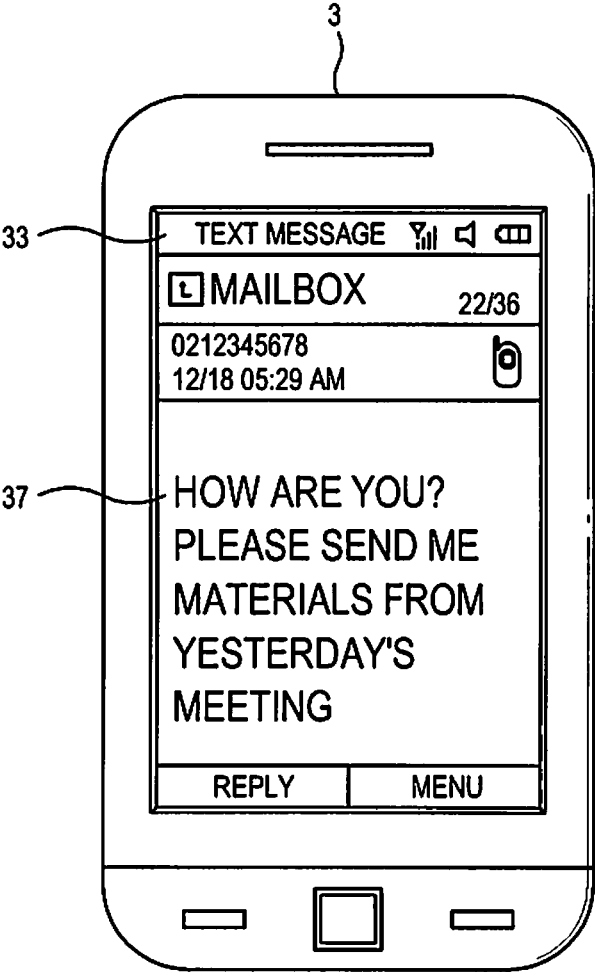 3
33
TEXT MESSAGE
t MAILBOX
22/36
0212345678
12/18 05:29 AM
37
HOW ARE YOU?
PLEASE SEND ME
MATERIALS FROM
YESTERDAY'S
MEETING
REPLY MENU